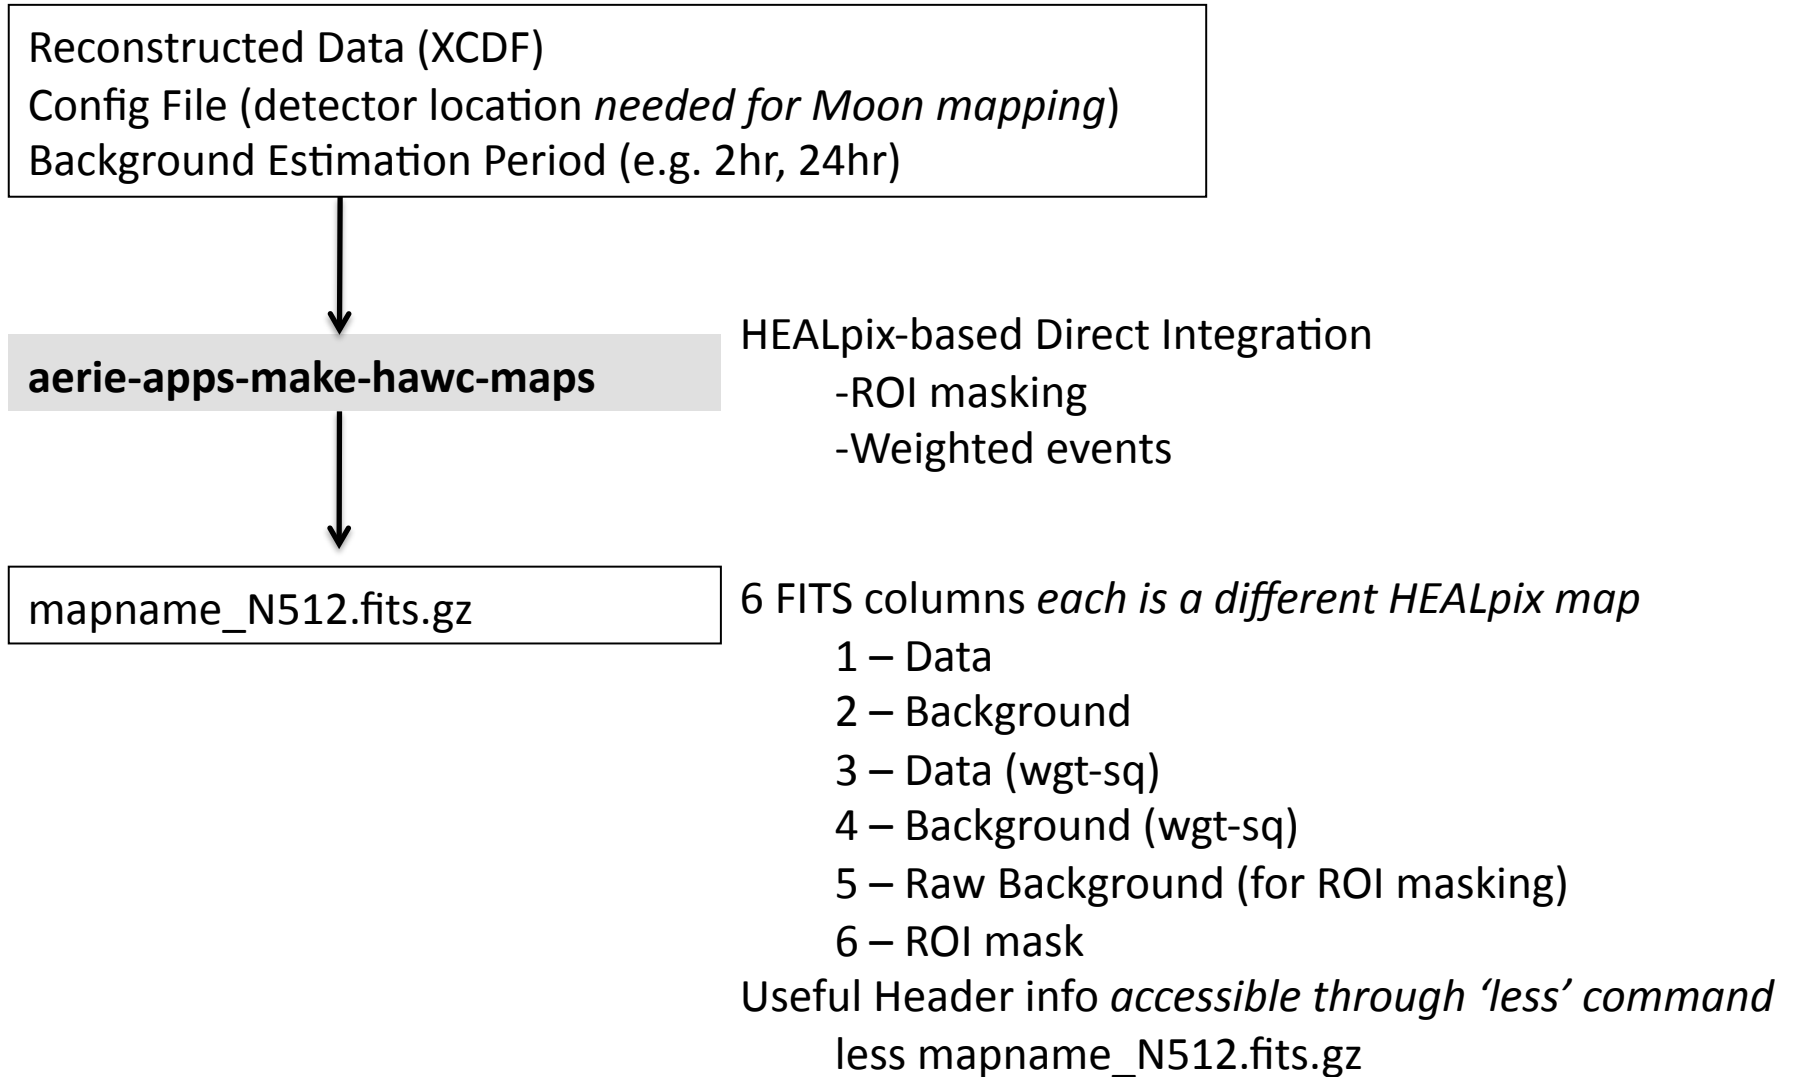 Reconstructed Data (XCDF)
Config File (detector location needed for Moon mapping)
Background Estimation Period (e.g. 2hr, 24hr)
aerie-apps-make-hawc-maps
HEALpix-based Direct Integration
-ROI masking
-Weighted events
mapname_N512.fits.gz
6 FITS columns each is a different HEALpix map
1 – Data
2 – Background
3 – Data (wgt-sq)
4 – Background (wgt-sq)
5 – Raw Background (for ROI masking)
6 – ROI mask
Useful Header info accessible through ‘less’ command
less mapname_N512.fits.gz